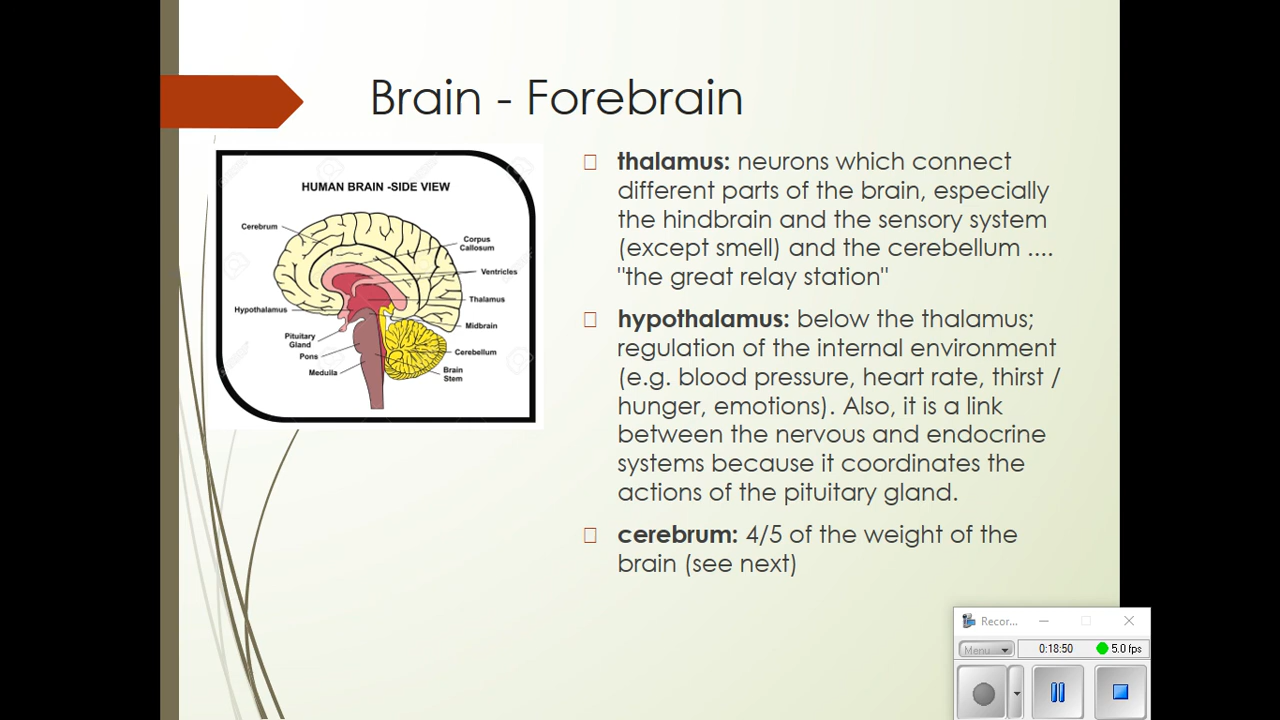 Brain - Forebrain
HUMAN BRAIN -SIDE VIEW
Cerebrum
Corpus
Callosum
Ventricles
Thalamus
Hypothalamus
Midbrain
Pituitary
Gland
Pons
Cerebellum
Medulla
Brain
Stem
thalamus: neurons which connect
different parts of the brain, especially
the hindbrain and the sensory system
(except smell) and the cerebellum ....
"the great relay station"
hypothalamus: below the thalamus;
regulation of the internal environment
(e.g. blood pressure, heart rate, thirst /
hunger, emotions). Also, it is a link
between the nervous and endocrine
systems because it coordinates the
actions of the pituitary gland.
cerebrum: 4/5 of the weight of the
brain (see next)
Recor...
Menu
0:18:50
5.0 fps